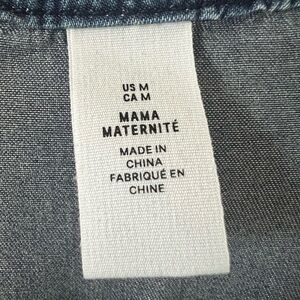 US M
CA M
MAMA
MATERNITÉ
MADE IN
CHINA
FABRIQUÉ EN
CHINE